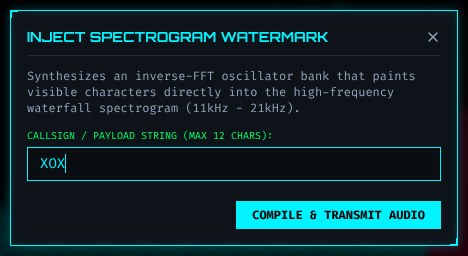 INJECT SPECTROGRAM WATERMARK
Synthesizes an inverse-FFT oscillator bank that paints
visible characters directly into the high-frequency
waterfall spectrogram (11kHz - 21kHz).
CALLSIGN / PAYLOAD STRING (MAX 12 CHARS):
XOX
COMPILE & TRANSMIT AUDIO